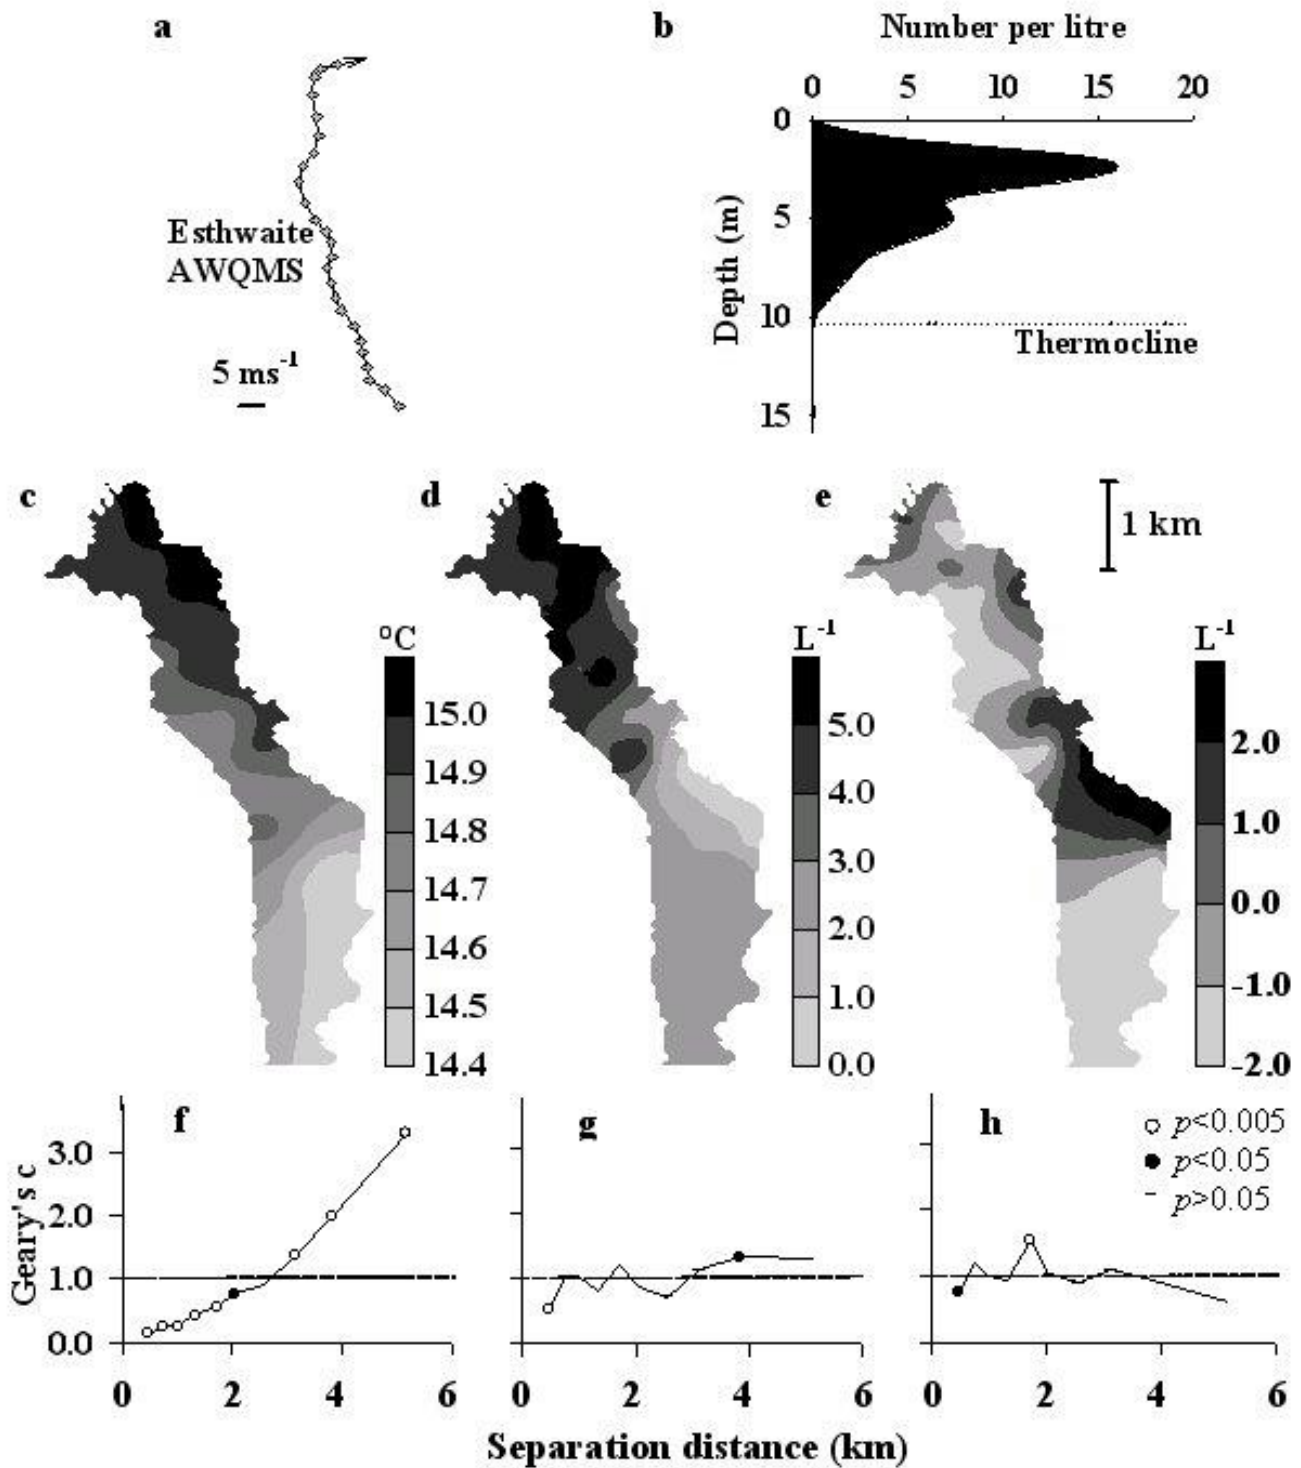 a
Esthwaite
AWQMS
5 ms⁻¹
b
Number per litre
0 5 10 15 20
0
5
10
15
Depth (m)
Thermocline
c
°C
15.0
14.9
14.8
14.7
14.6
14.5
14.4
d
L⁻¹
5.0
4.0
3.0
2.0
1.0
0.0
e
1 km
L⁻¹
2.0
1.0
0.0
-1.0
-2.0
f
Geary's c
3.0
2.0
1.0
0.0
0 2 4 6
g
0 2 4 6
h
p<0.005
p<0.05
p>0.05
0 2 4 6
Separation distance (km)